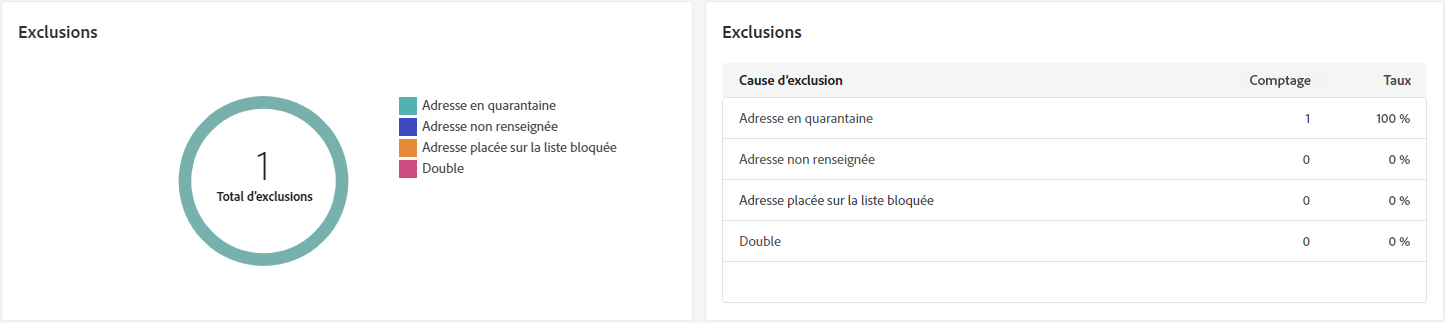 Exclusions
1
Total d’exclusions
Adresse en quarantaine
Adresse non renseignée
Adresse placée sur la liste bloquée
Double
Exclusions
Cause d’exclusion Comptage Taux
Adresse en quarantaine 1 100 %
Adresse non renseignée 0 0 %
Adresse placée sur la liste bloquée 0 0 %
Double 0 0 %